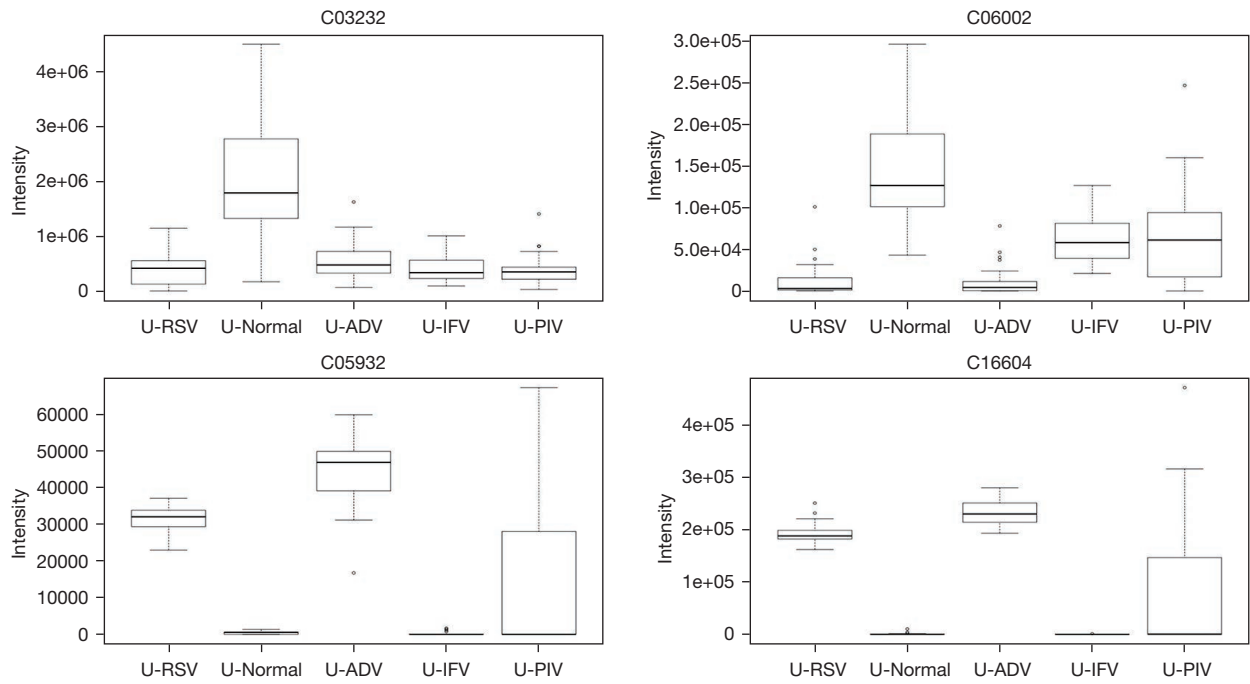 C03232
Intensity
4e+06
3e+06
2e+06
1e+06
0
U-RSV U-Normal U-ADV U-IFV U-PIV
C06002
Intensity
3.0e+05
2.5e+05
2.0e+05
1.5e+05
1.0e+05
5.0e+04
0
U-RSV U-Normal U-ADV U-IFV U-PIV
C05932
Intensity
60000
50000
40000
30000
20000
10000
0
U-RSV U-Normal U-ADV U-IFV U-PIV
C16604
Intensity
4e+05
3e+05
2e+05
1e+05
0
U-RSV U-Normal U-ADV U-IFV U-PIV